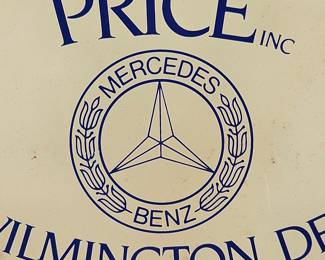 PRICE INC
MERCEDES
BENZ
WILMINGTON DE